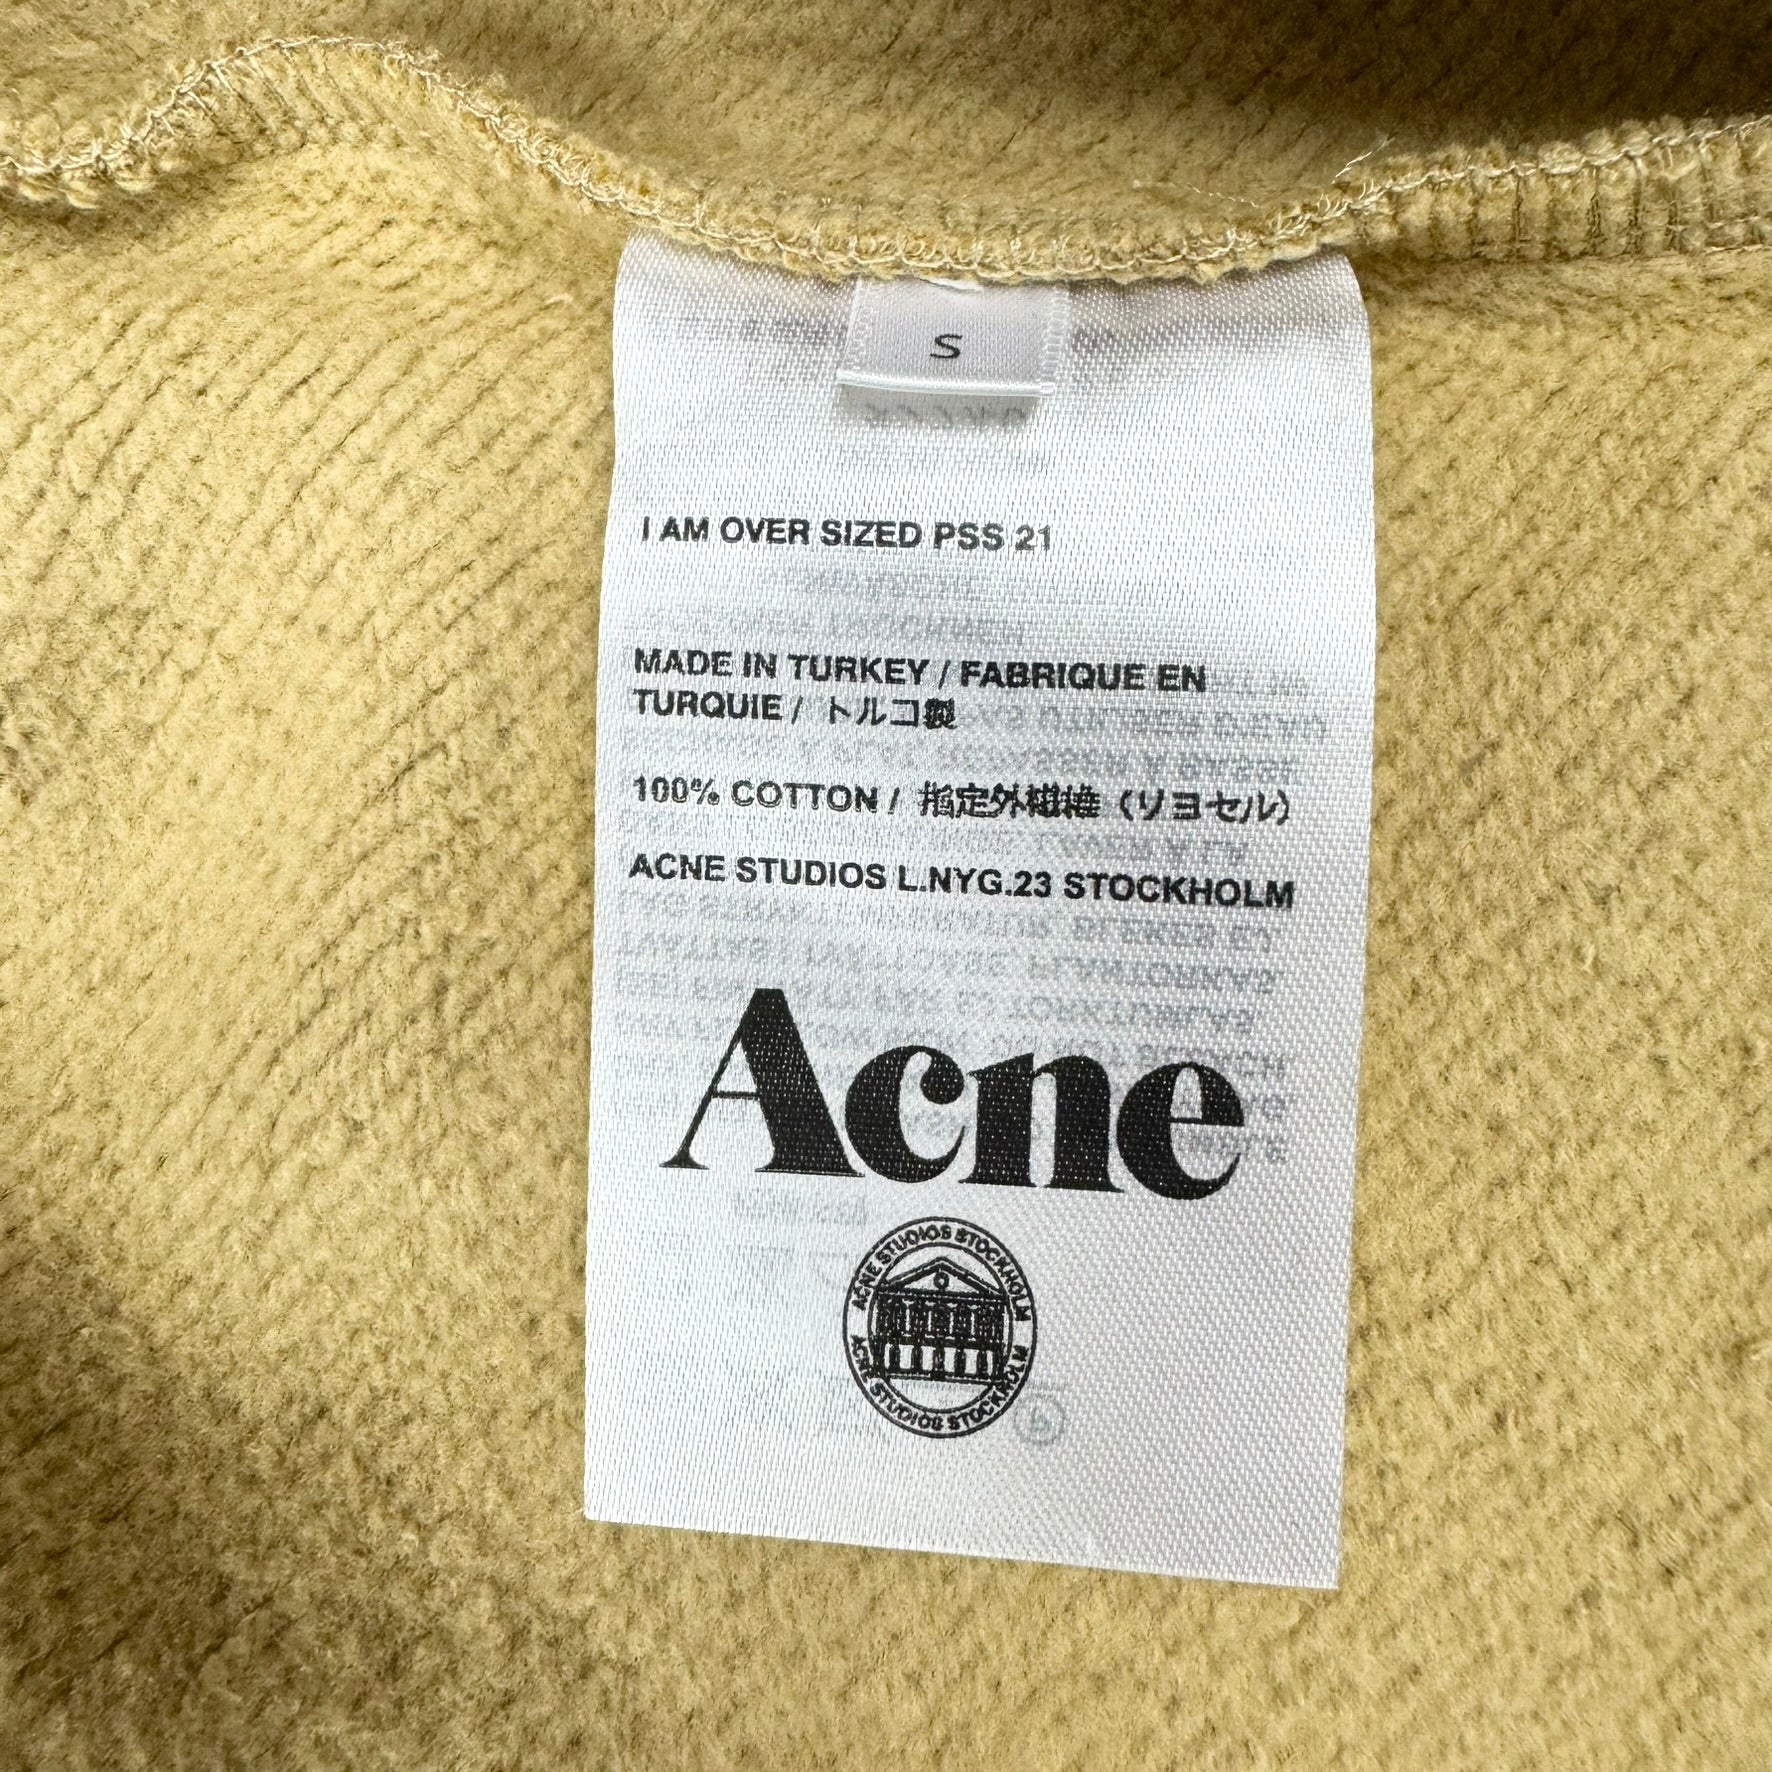 S
I AM OVER SIZED PSS 21
MADE IN TURKEY / FABRIQUE EN
TURQUIE / トルコ製
100% COTTON / 指定外繊維（リヨセル）
ACNE STUDIOS L.NYG.23 STOCKHOLM
Acne
ACNE STUDIOS STOCKHOLM
ACNE STUDIOS STOCKHOLM